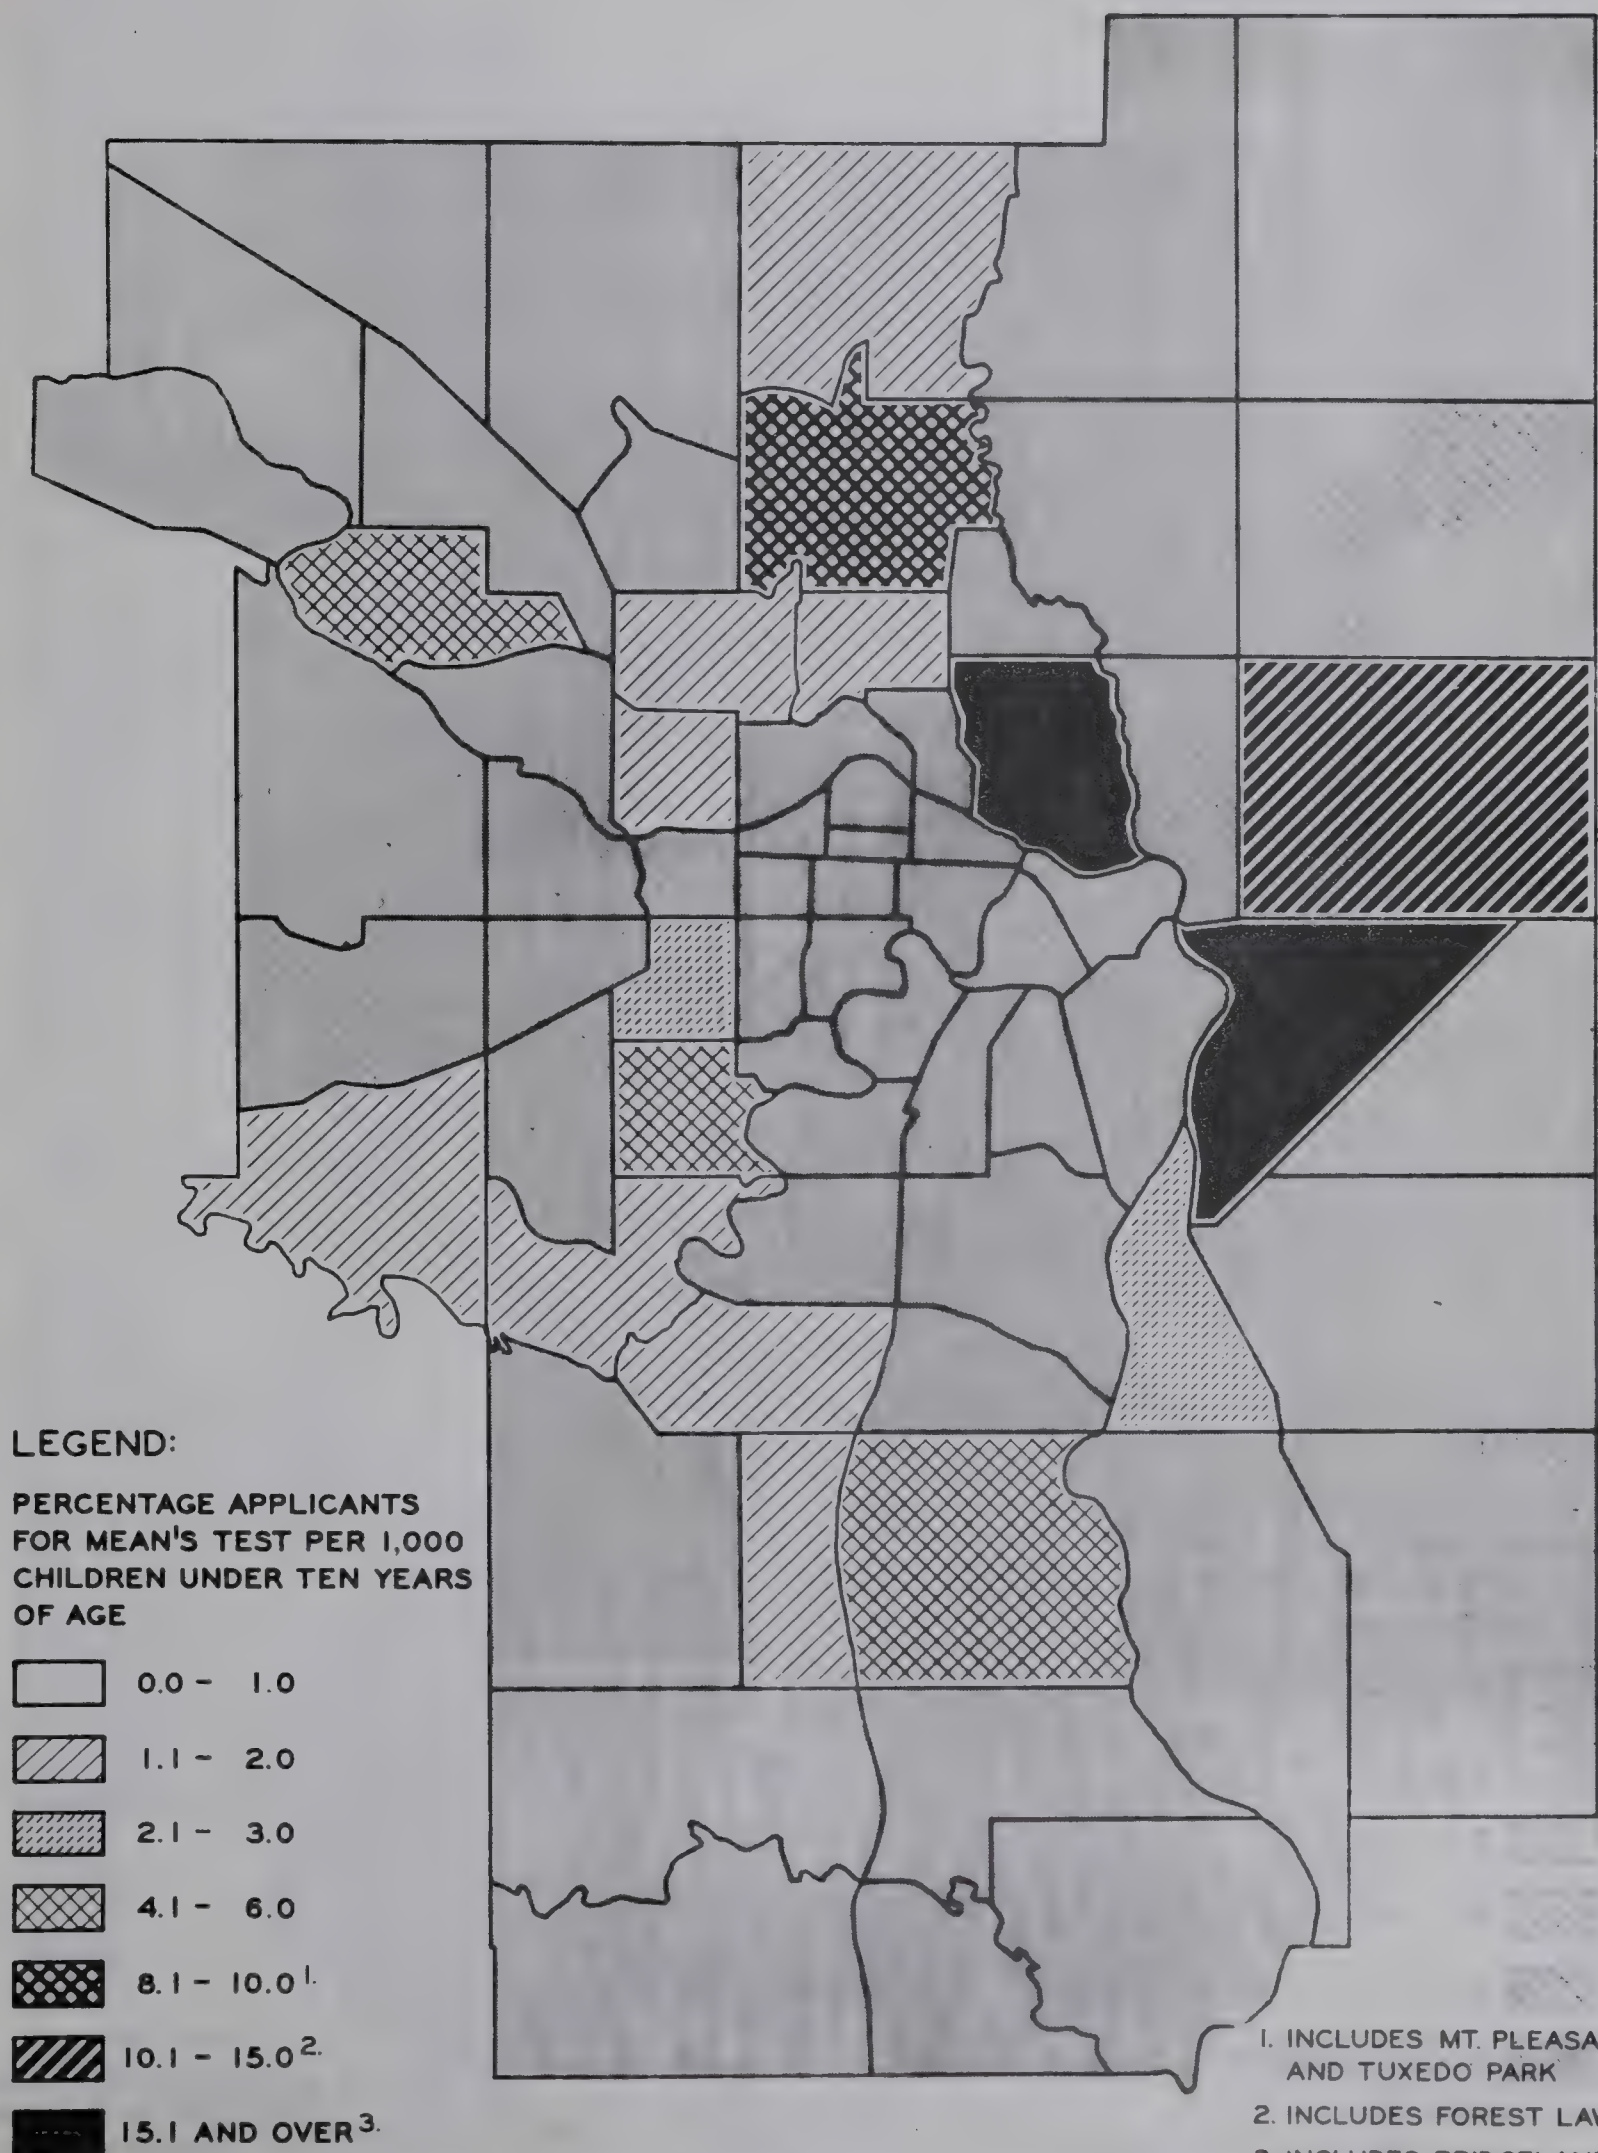 LEGEND:
PERCENTAGE APPLICANTS
FOR MEAN'S TEST PER 1,000
CHILDREN UNDER TEN YEARS
OF AGE
0.0 - 1.0
1.1 - 2.0
2.1 - 3.0
4.1 - 6.0
8.1 - 10.0 1.
10.1 - 15.0 2.
15.1 AND OVER 3.
1. INCLUDES MT. PLEASA
AND TUXEDO PARK
2. INCLUDES FOREST LA